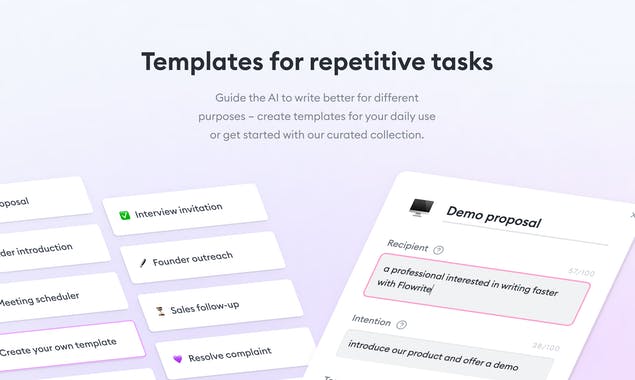 Templates for repetitive tasks
Guide the AI to write better for different
purposes – create templates for your daily use
or get started with our curated collection.
Interview invitation
Founder outreach
introduction
Meeting scheduler
Sales follow-up
Create your own template
Resolve complaint
Demo proposal
Recipient ?
57/100
a professional interested in writing faster
with Flowrite
Intention ?
28/100
introduce our product and offer a demo